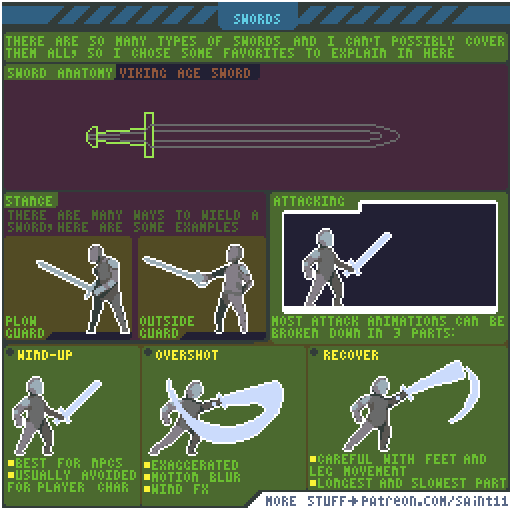 SWORDS
THERE ARE SO MANY TYPES OF SWORDS AND I CAN'T POSSIBLY COVER
THEM ALL, SO I CHOSE SOME FAVORITES TO EXPLAIN IN HERE
SWORD ANATOMY VIKING AGE SWORD
STANCE
THERE ARE MANY WAYS TO WIELD A
SWORD, HERE ARE SOME EXAMPLES
PLOW
GUARD
OUTSIDE
GUARD
ATTACKING
MOST ATTACK ANIMATIONS CAN BE
BROKEN DOWN IN 3 PARTS:
WIND-UP
BEST FOR NPCS
USUALLY AVOIDED
FOR PLAYER CHAR
OVERSHOT
EXAGGERATED
MOTION BLUR
WIND FX
RECOVER
CAREFUL WITH FEET AND
LEG MOVEMENT
LONGEST AND SLOWEST PART
MORE STUFF→PATREON.COM/SAINT11